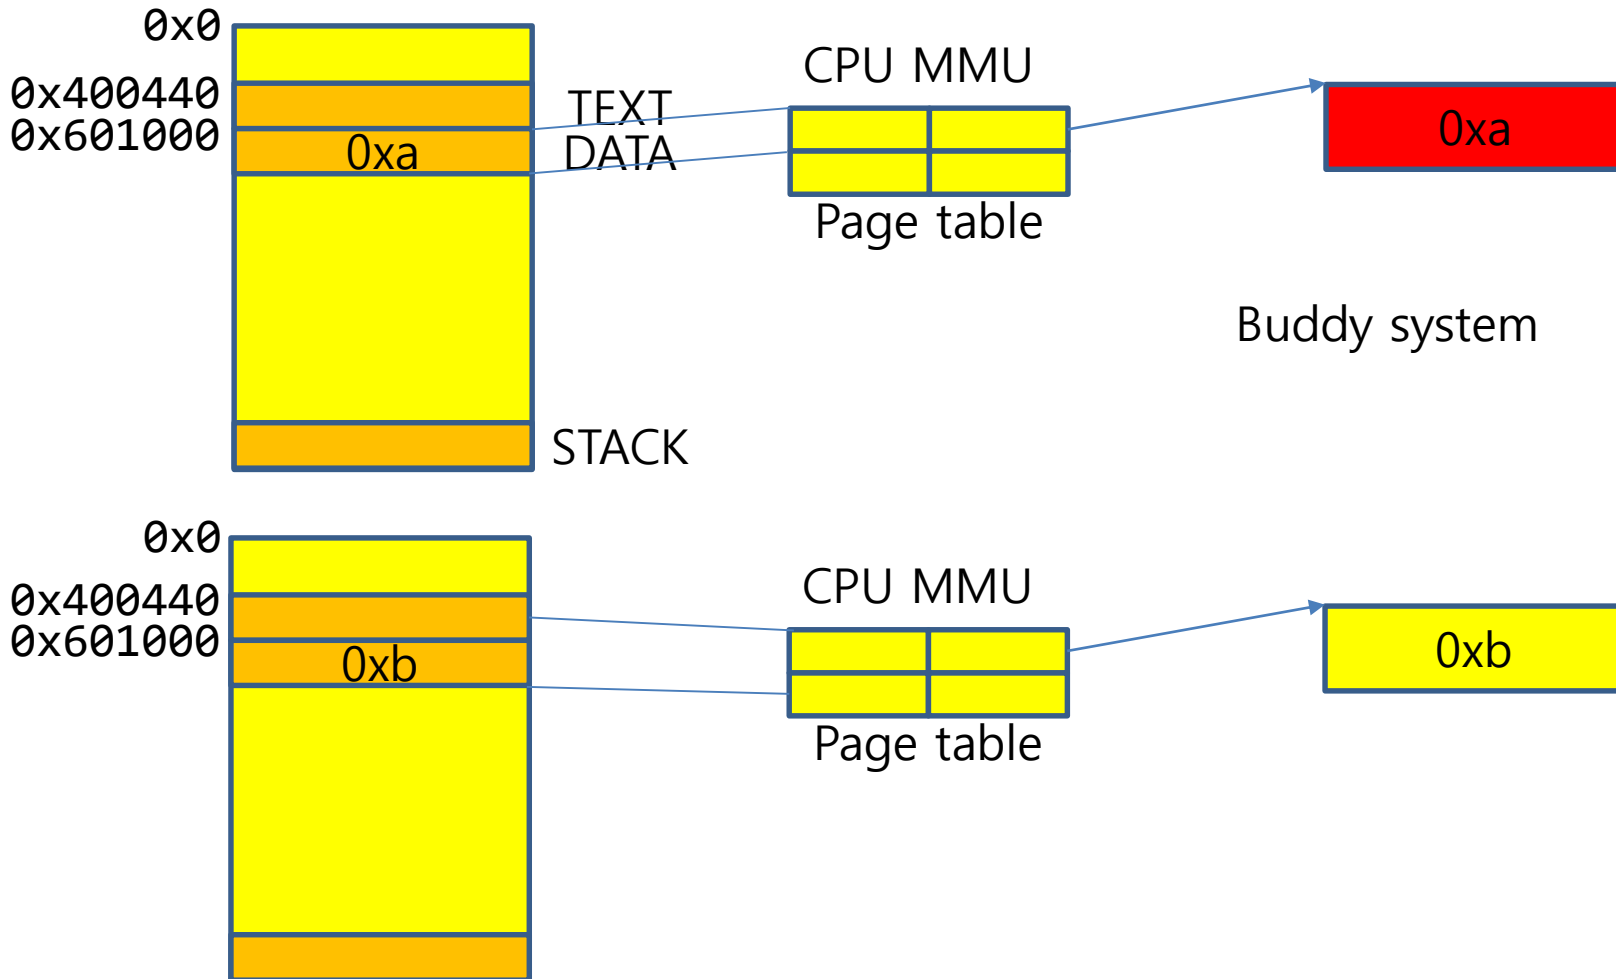 0x0
CPU MMU
0x400440
TEXT
0x601000
0xa
DATA
0xa
Page table
Buddy system
STACK
0x0
CPU MMU
0x400440
0x601000
0xb
0xb
Page table